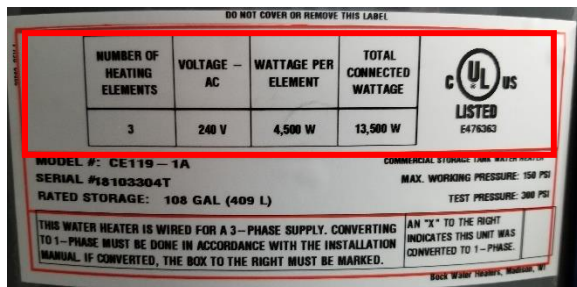 DO NOT COVER OR REMOVE THIS LABEL
NUMBER OF HEATING ELEMENTS
VOLTAGE – AC
WATTAGE PER ELEMENT
TOTAL CONNECTED WATTAGE
3
240 V
4,500 W
13,500 W
C UL US
LISTED
E476363
MODEL #: CE119–1A
COMMERCIAL STORAGE TANK WATER HEATER
SERIAL #18103304T
MAX. WORKING PRESSURE: 150 PSI
RATED STORAGE: 108 GAL (409 L)
TEST PRESSURE: 300 PSI
THIS WATER HEATER IS WIRED FOR A 3–PHASE SUPPLY. CONVERTING
TO 1–PHASE MUST BE DONE IN ACCORDANCE WITH THE INSTALLATION
MANUAL. IF CONVERTED, THE BOX TO THE RIGHT MUST BE MARKED.
AN "X" TO THE RIGHT
INDICATES THIS UNIT WAS
CONVERTED TO 1–PHASE.
Bock Water Heaters, Madison, WI